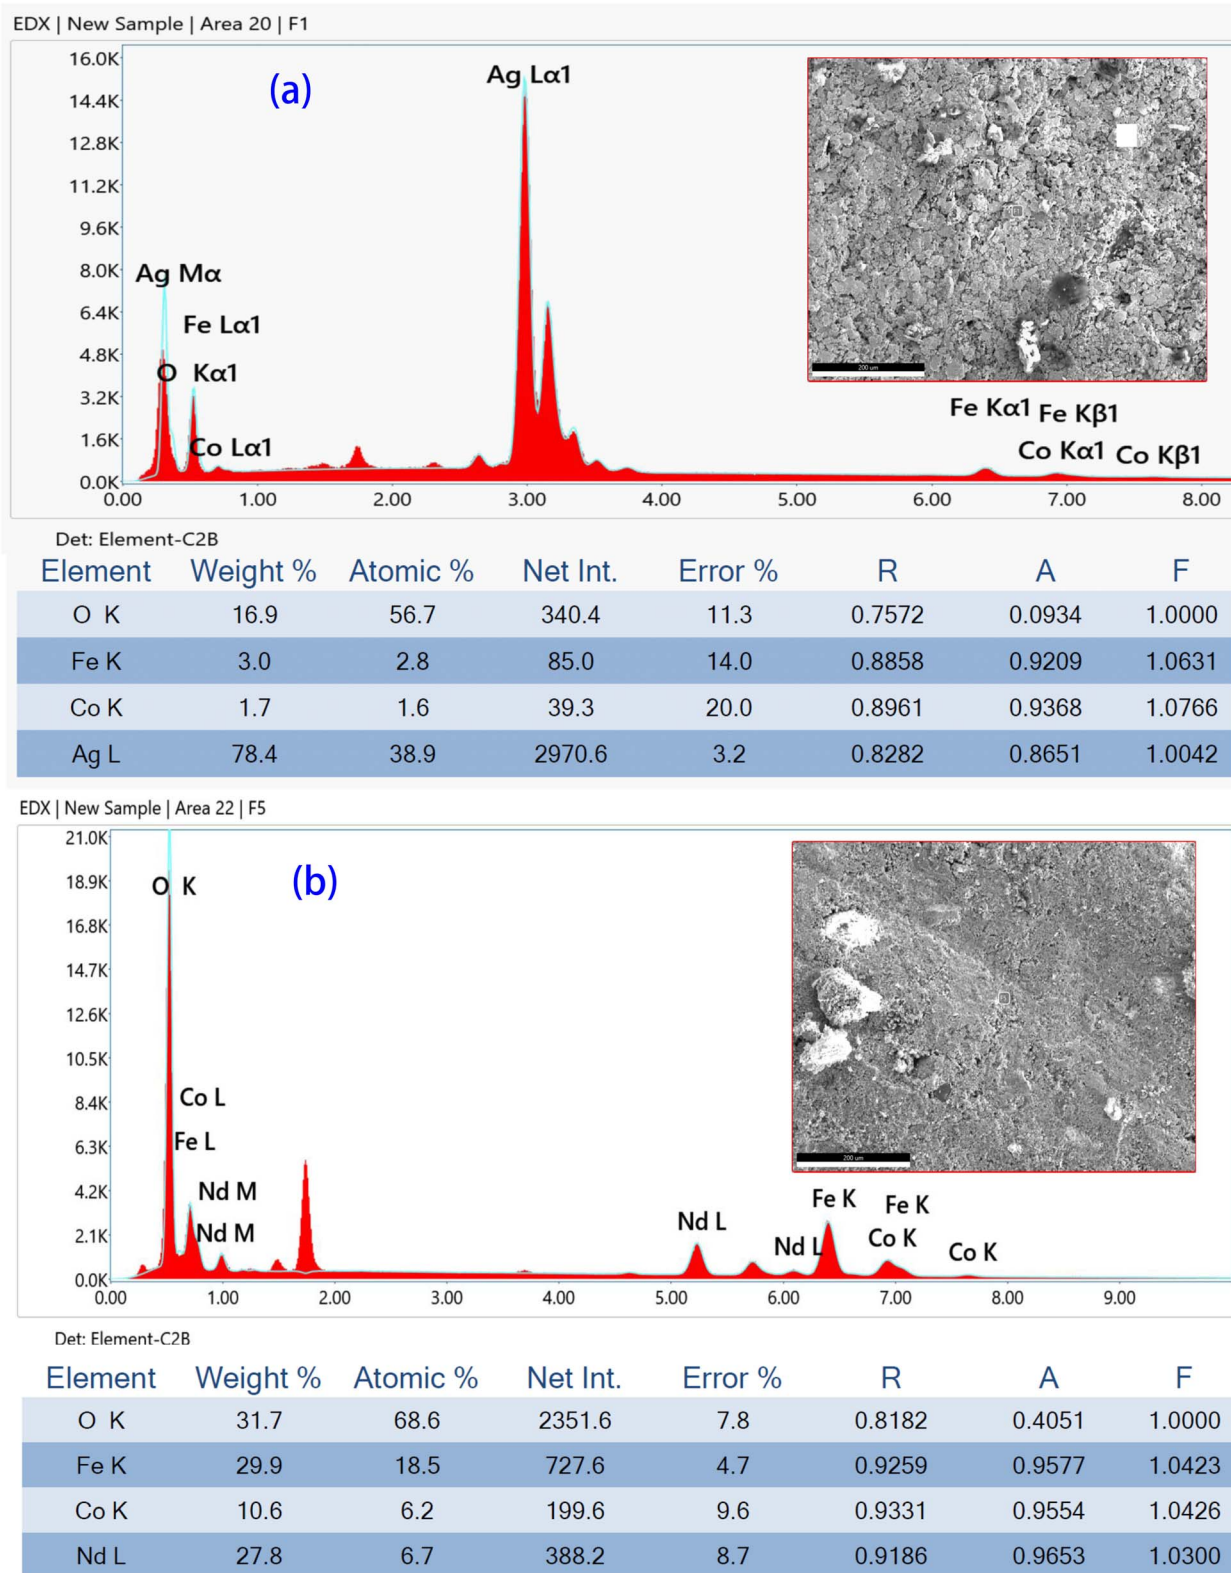 EDX | New Sample | Area 20 | F1
16.0K
14.4K
12.8K
11.2K
9.6K
8.0K
6.4K
4.8K
3.2K
1.6K
0.0K
(a)
Ag Lα1
Ag Mα
Fe Lα1
O Kα1
Co Lα1
Fe Kα1 Fe Kβ1
Co Kα1 Co Kβ1
200 um
0.00 1.00 2.00 3.00 4.00 5.00 6.00 7.00 8.00
Det: Element-C2B
Element Weight % Atomic % Net Int. Error % R A F
O K 16.9 56.7 340.4 11.3 0.7572 0.0934 1.0000
Fe K 3.0 2.8 85.0 14.0 0.8858 0.9209 1.0631
Co K 1.7 1.6 39.3 20.0 0.8961 0.9368 1.0766
Ag L 78.4 38.9 2970.6 3.2 0.8282 0.8651 1.0042
EDX | New Sample | Area 22 | F5
21.0K
18.9K
16.8K
14.7K
12.6K
10.5K
8.4K
6.3K
4.2K
2.1K
0.0K
(b)
O K
Co L
Fe L
Nd M
Nd M
Nd L
Nd L
Fe K
Fe K
Co K
Co K
200 um
0.00 1.00 2.00 3.00 4.00 5.00 6.00 7.00 8.00 9.00
Det: Element-C2B
Element Weight % Atomic % Net Int. Error % R A F
O K 31.7 68.6 2351.6 7.8 0.8182 0.4051 1.0000
Fe K 29.9 18.5 727.6 4.7 0.9259 0.9577 1.0423
Co K 10.6 6.2 199.6 9.6 0.9331 0.9554 1.0426
Nd L 27.8 6.7 388.2 8.7 0.9186 0.9653 1.0300